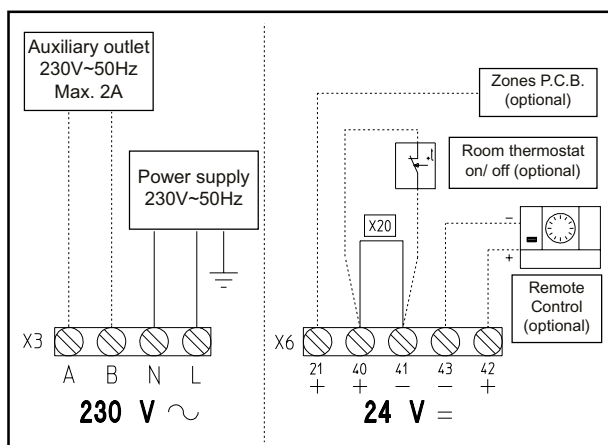 Auxiliary outlet
230V~50Hz
Max. 2A
Power supply
230V~50Hz
X3
A B N L
230 V ~
Zones P.C.B.
(optional)
Room thermostat
on/ off (optional)
X20
−
+
Remote
Control
(optional)
X6
21 40 41 43 42
+ + − − +
24 V =